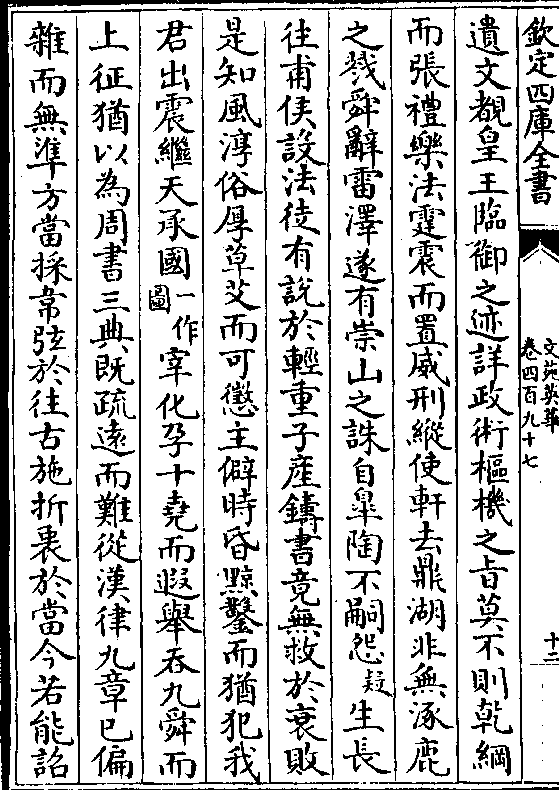 欽定四庫全書
文苑英華
卷四百九十七
十二
遺文覩皇王臨御之迹詳政術樞機之旨莫不則乾綱
而張禮樂法霆震而置威刑縱使軒去鼎湖非無涿鹿
之戮舜辭雷澤遂有崇山之誅自臯陶不嗣怨疑生長
往甫侯設法徒有說於輕重子產鑄書竟無救於衰敗
是知風淳俗厚草艾而可懲主僻時昏黥鑿而猶犯我
君出震繼天承國一作圖宰化孕十堯而遐舉吞九舜而
上征猶以為周書三典既疏遠而難從漢律九章已偏
雜而無準方當採韋弦於往古施折衷於當今若能詔